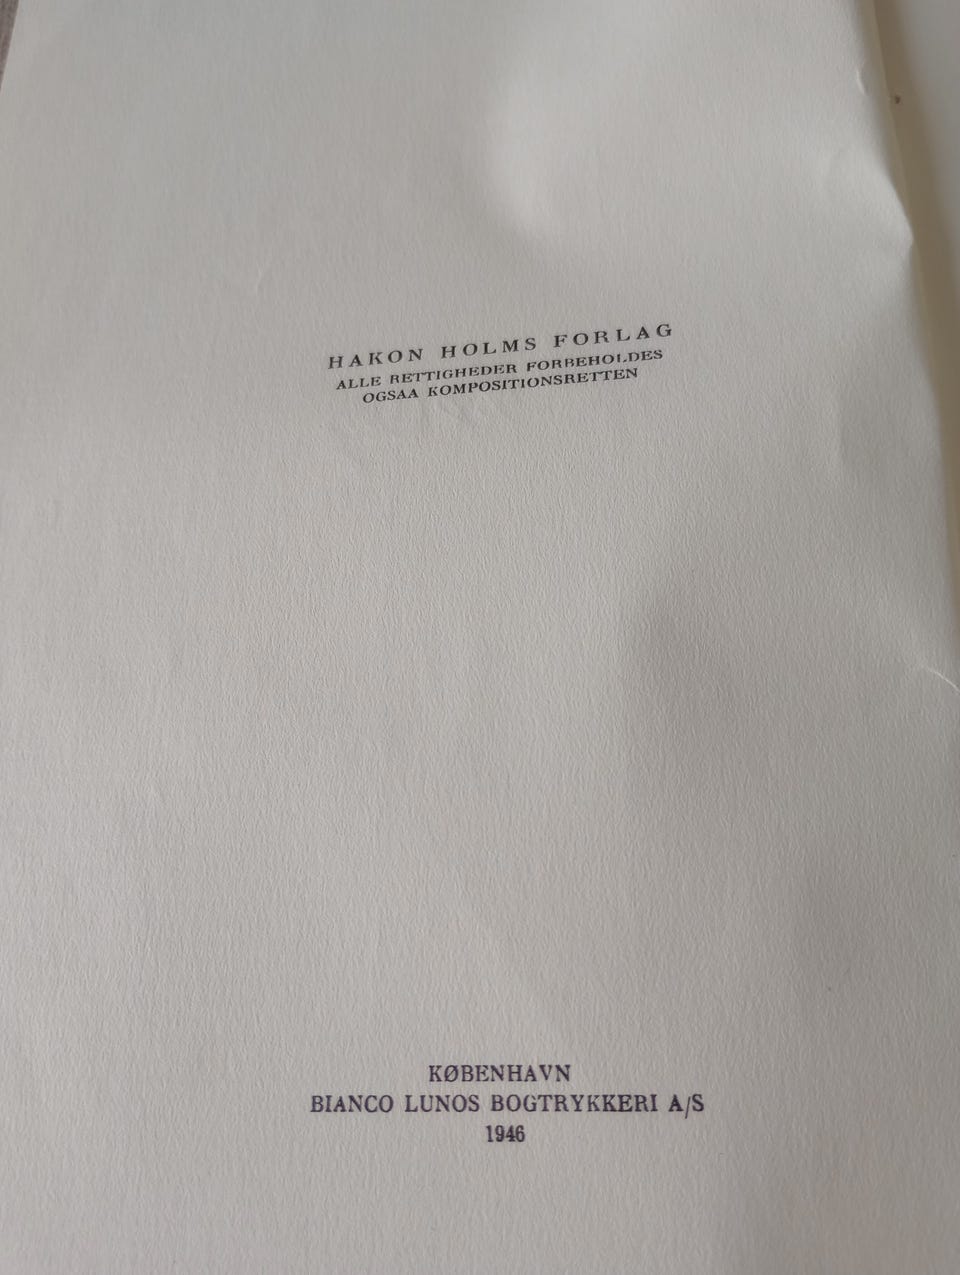 HAKON HOLMS FORLAG
ALLE RETTIGHEDER FORBEHOLDES
OGSAA KOMPOSITIONSRETTEN
KØBENHAVN
BIANCO LUNOS BOGTRYKKERI A/S
1946